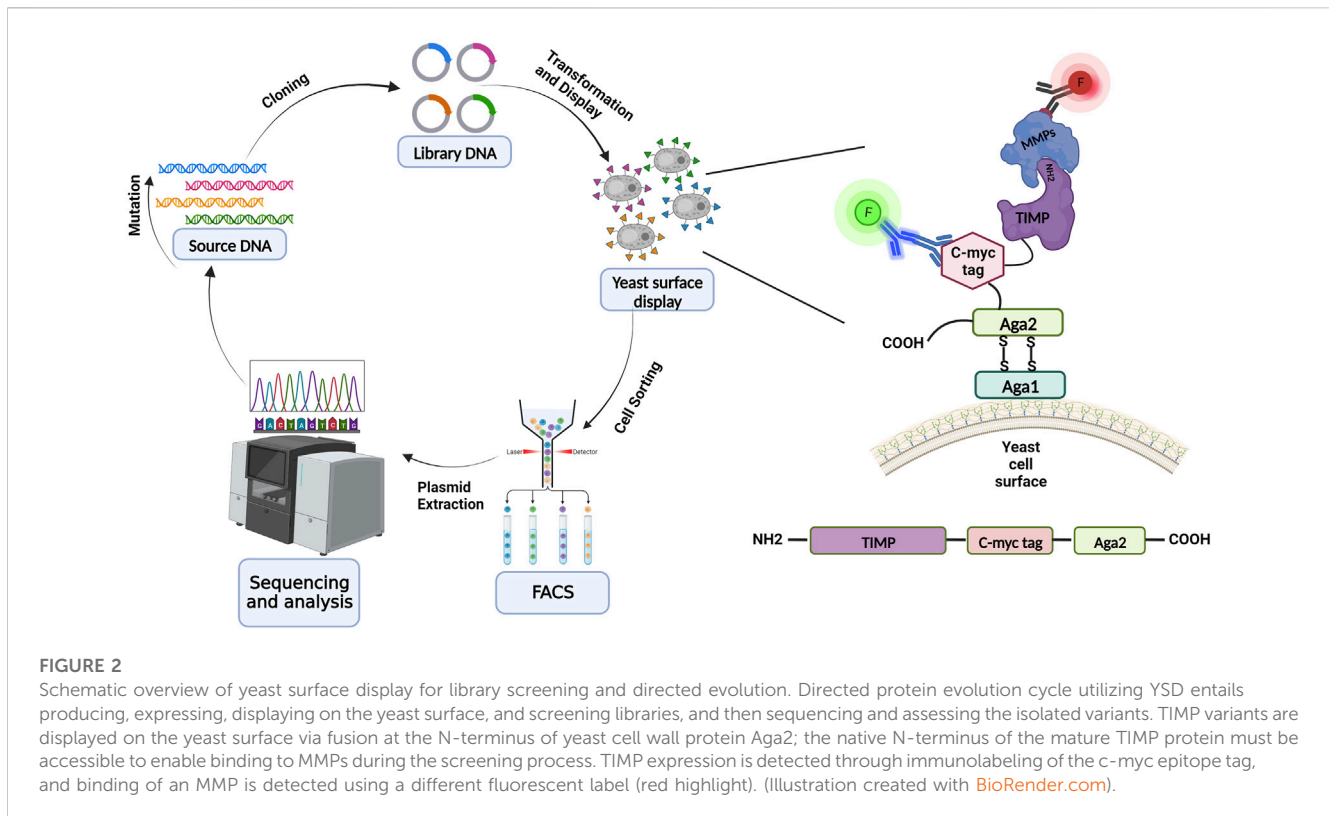 Cloning
Transformation
and Display
Library DNA
Mutation
Source DNA
Yeast surface
display
Cell Sorting
Laser
Detector
Plasmid
Extraction
G A C T A G T C T G
Sequencing
and analysis
FACS
F
MMPs
NH2
TIMP
F
C-myc
tag
Aga2
COOH
S S
S S
Aga1
Yeast
cell
surface
NH2 TIMP C-myc tag Aga2 COOH
FIGURE 2
Schematic overview of yeast surface display for library screening and directed evolution. Directed protein evolution cycle utilizing YSD entails
producing, expressing, displaying on the yeast surface, and screening libraries, and then sequencing and assessing the isolated variants. TIMP variants are
displayed on the yeast surface via fusion at the N-terminus of yeast cell wall protein Aga2; the native N-terminus of the mature TIMP protein must be
accessible to enable binding to MMPs during the screening process. TIMP expression is detected through immunolabeling of the c-myc epitope tag,
and binding of an MMP is detected using a different fluorescent label (red highlight). (Illustration created with BioRender.com).